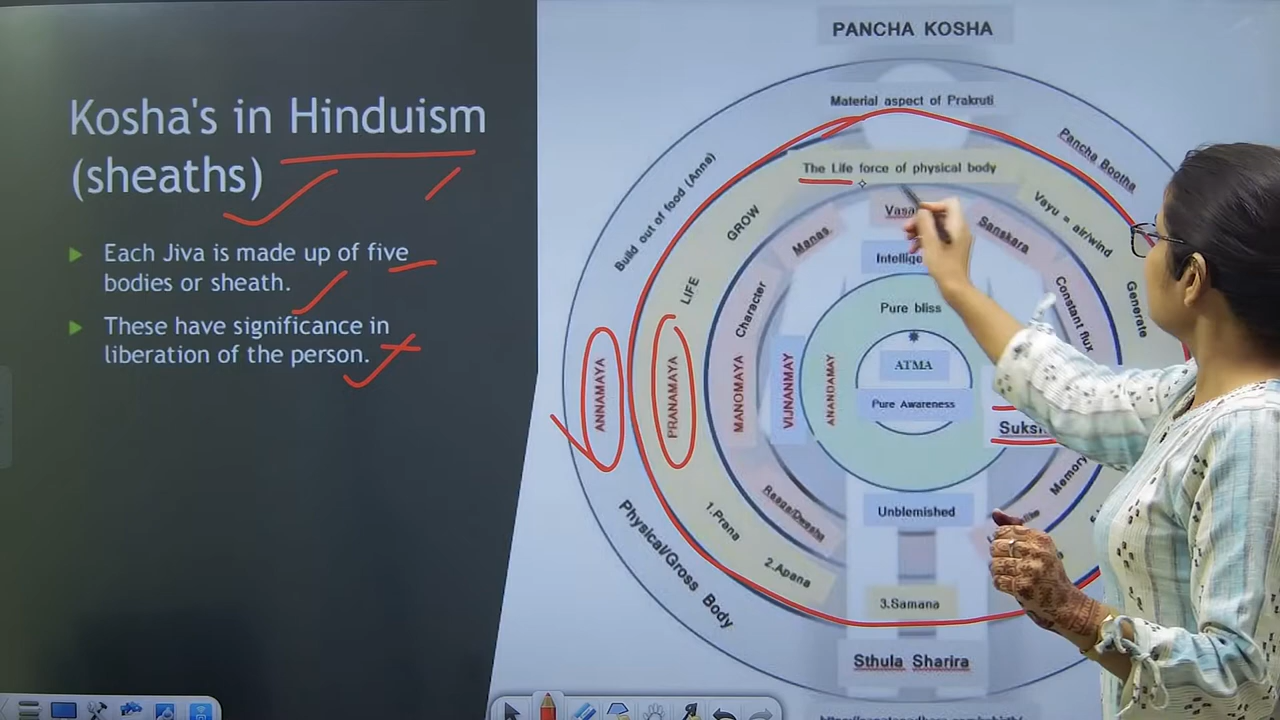 Kosha's in Hinduism
(sheaths)
Each Jiva is made up of five
bodies or sheath.
These have significance in
liberation of the person.
PANCHA KOSHA
Material aspect of Prakruti
Pancha Bootha
Build out of food (Anna)
The Life force of physical body
Vayu = air/wind
GROW
LIFE
Generate
Manas
Sanskara
Character
Constant flux
Pure bliss
ATMA
Pure Awareness
ANNAMAYA
PRANAMAYA
MANOMAYA
VIJNANMAY
ANANDAMAY
Memory
Raaga/Dwesha
Unblemished
1.Prana
2.Apana
3.Samana
Physical/Gross Body
Sthula Sharira